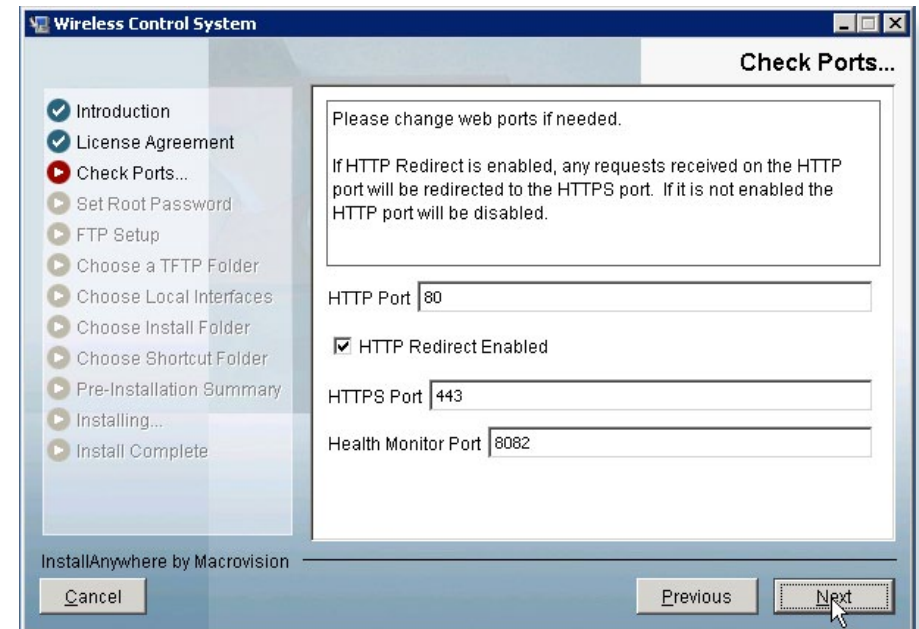 Wireless Control System
Check Ports...
Introduction
License Agreement
Check Ports...
Set Root Password
FTP Setup
Choose a TFTP Folder
Choose Local Interfaces
Choose Install Folder
Choose Shortcut Folder
Pre-Installation Summary
Installing...
Install Complete
Please change web ports if needed.
If HTTP Redirect is enabled, any requests received on the HTTP
port will be redirected to the HTTPS port. If it is not enabled the
HTTP port will be disabled.
HTTP Port 80
HTTP Redirect Enabled
HTTPS Port 443
Health Monitor Port 8082
InstallAnywhere by Macrovision
Cancel
Previous
Next